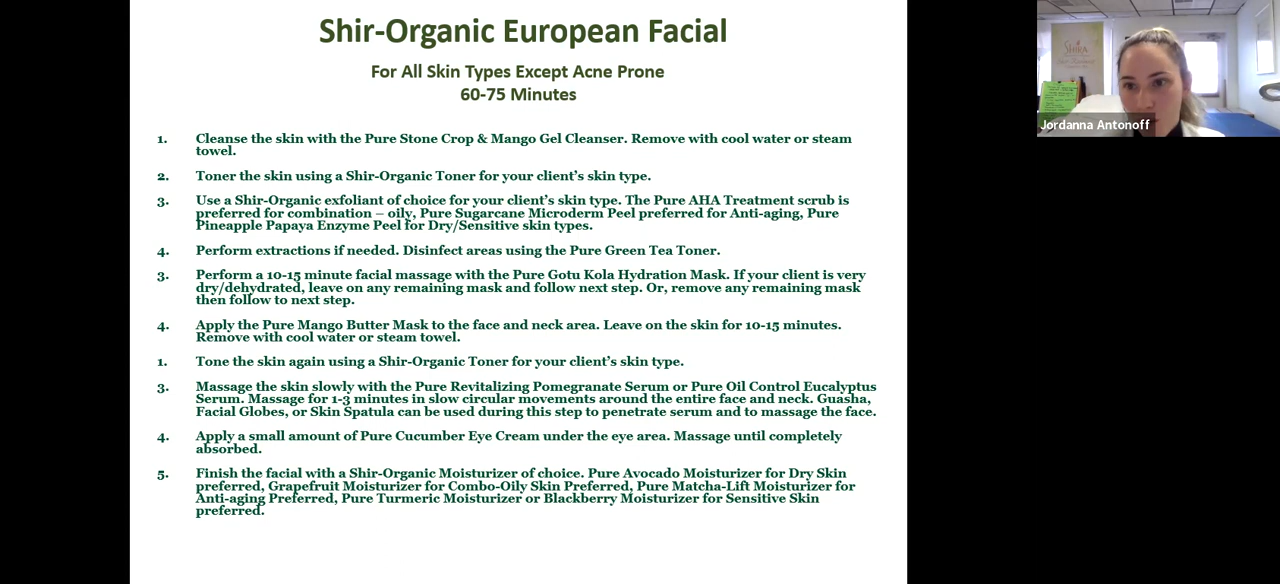 Shir-Organic European Facial
For All Skin Types Except Acne Prone
60-75 Minutes
1. Cleanse the skin with the Pure Stone Crop & Mango Gel Cleanser. Remove with cool water or steam
towel.
2. Toner the skin using a Shir-Organic Toner for your client's skin type.
3. Use a Shir-Organic exfoliant of choice for your client's skin type. The Pure AHA Treatment scrub is
preferred for combination – oily, Pure Sugarcane Microderm Peel preferred for Anti-aging, Pure
Pineapple Papaya Enzyme Peel for Dry/Sensitive skin types.
4. Perform extractions if needed. Disinfect areas using the Pure Green Tea Toner.
3. Perform a 10-15 minute facial massage with the Pure Gotu Kola Hydration Mask. If your client is very
dry/dehydrated, leave on any remaining mask and follow next step. Or, remove any remaining mask
then follow to next step.
4. Apply the Pure Mango Butter Mask to the face and neck area. Leave on the skin for 10-15 minutes.
Remove with cool water or steam towel.
1. Tone the skin again using a Shir-Organic Toner for your client's skin type.
3. Massage the skin slowly with the Pure Revitalizing Pomegranate Serum or Pure Oil Control Eucalyptus
Serum. Massage for 1-3 minutes in slow circular movements around the entire face and neck. Guasha,
Facial Globes, or Skin Spatula can be used during this step to penetrate serum and to massage the face.
4. Apply a small amount of Pure Cucumber Eye Cream under the eye area. Massage until completely
absorbed.
5. Finish the facial with a Shir-Organic Moisturizer of choice. Pure Avocado Moisturizer for Dry Skin
preferred, Grapefruit Moisturizer for Combo-Oily Skin Preferred, Pure Matcha-Lift Moisturizer for
Anti-aging Preferred, Pure Turmeric Moisturizer or Blackberry Moisturizer for Sensitive Skin
preferred.
SHIRA
Jordanna Antonoff